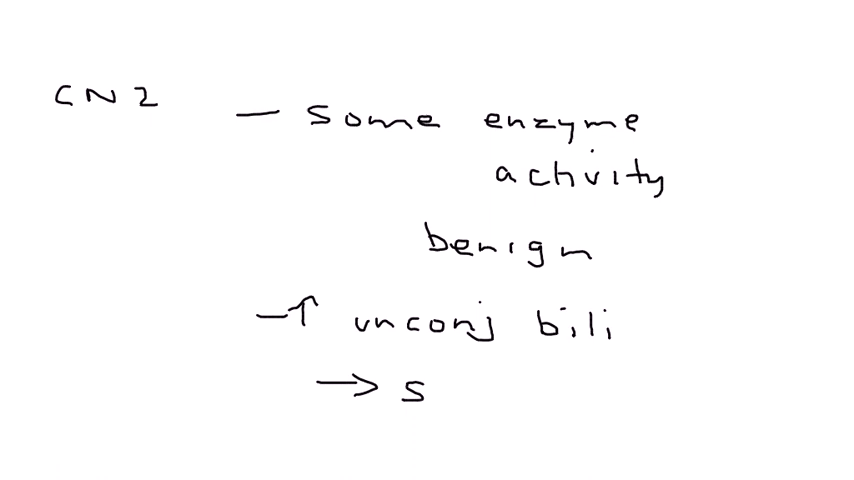 CN2 — some enzyme
activity
benign
— ↑ unconj bili
→ s